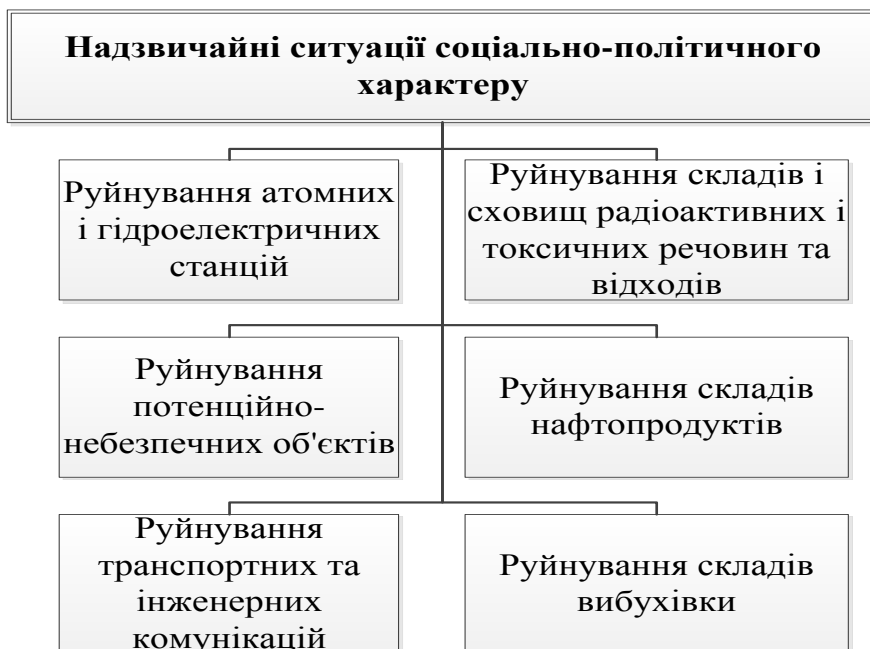 Надзвичайні ситуації соціально-політичного
характеру
Руйнування атомних
і гідроелектричних
станцій
Руйнування складів і
сховищ радіоактивних і
токсичних речовин та
відходів
Руйнування
потенційно-
небезпечних об'єктів
Руйнування складів
нафтопродуктів
Руйнування
транспортних та
інженерних
комунікацій
Руйнування складів
вибухівки